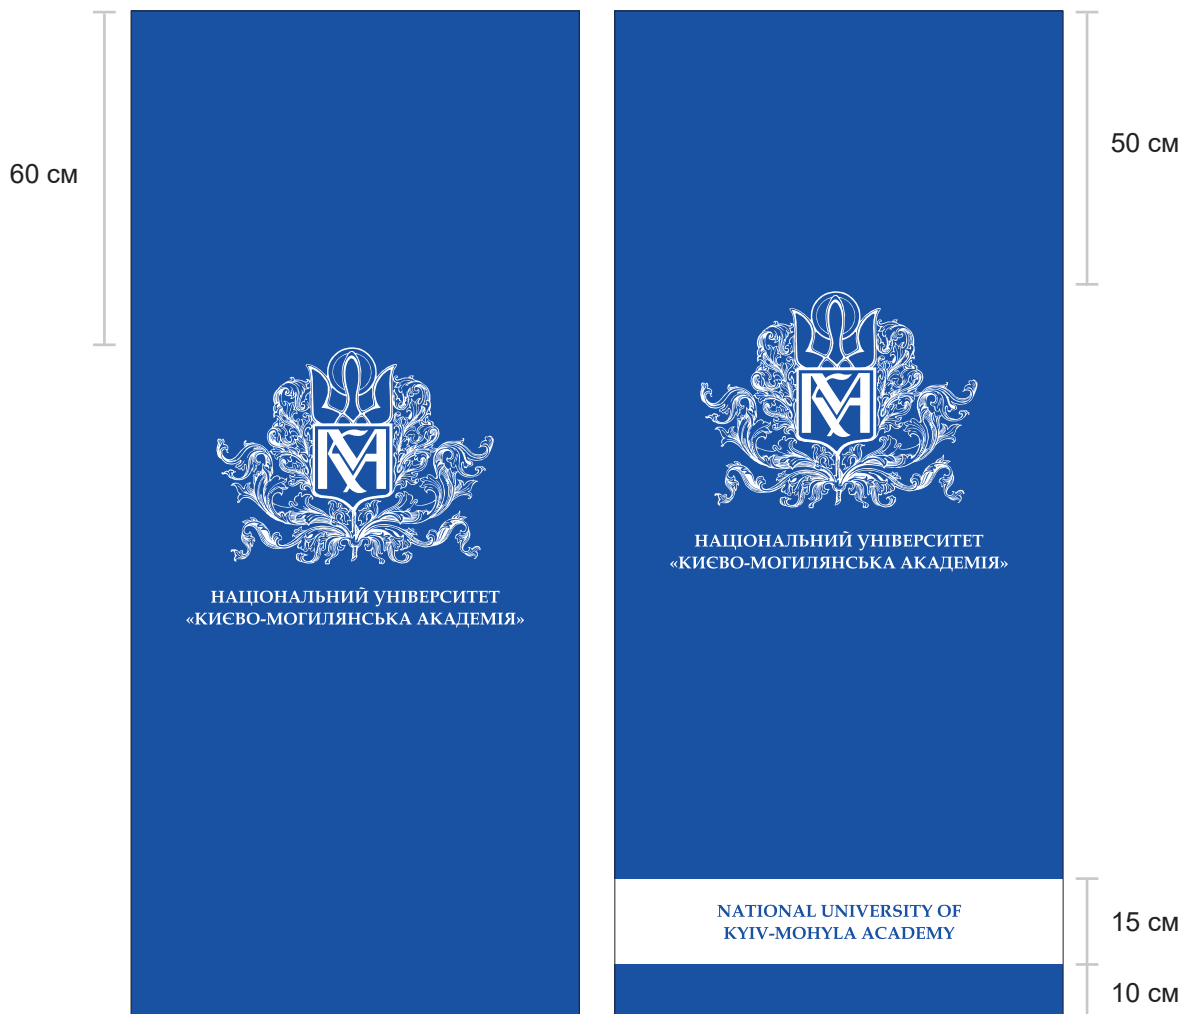 60 см
НАЦІОНАЛЬНИЙ УНІВЕРСИТЕТ
«КИЄВО-МОГИЛЯНСЬКА АКАДЕМІЯ»
50 см
НАЦІОНАЛЬНИЙ УНІВЕРСИТЕТ
«КИЄВО-МОГИЛЯНСЬКА АКАДЕМІЯ»
NATIONAL UNIVERSITY OF
KYIV-MOHYLA ACADEMY
15 см
10 см